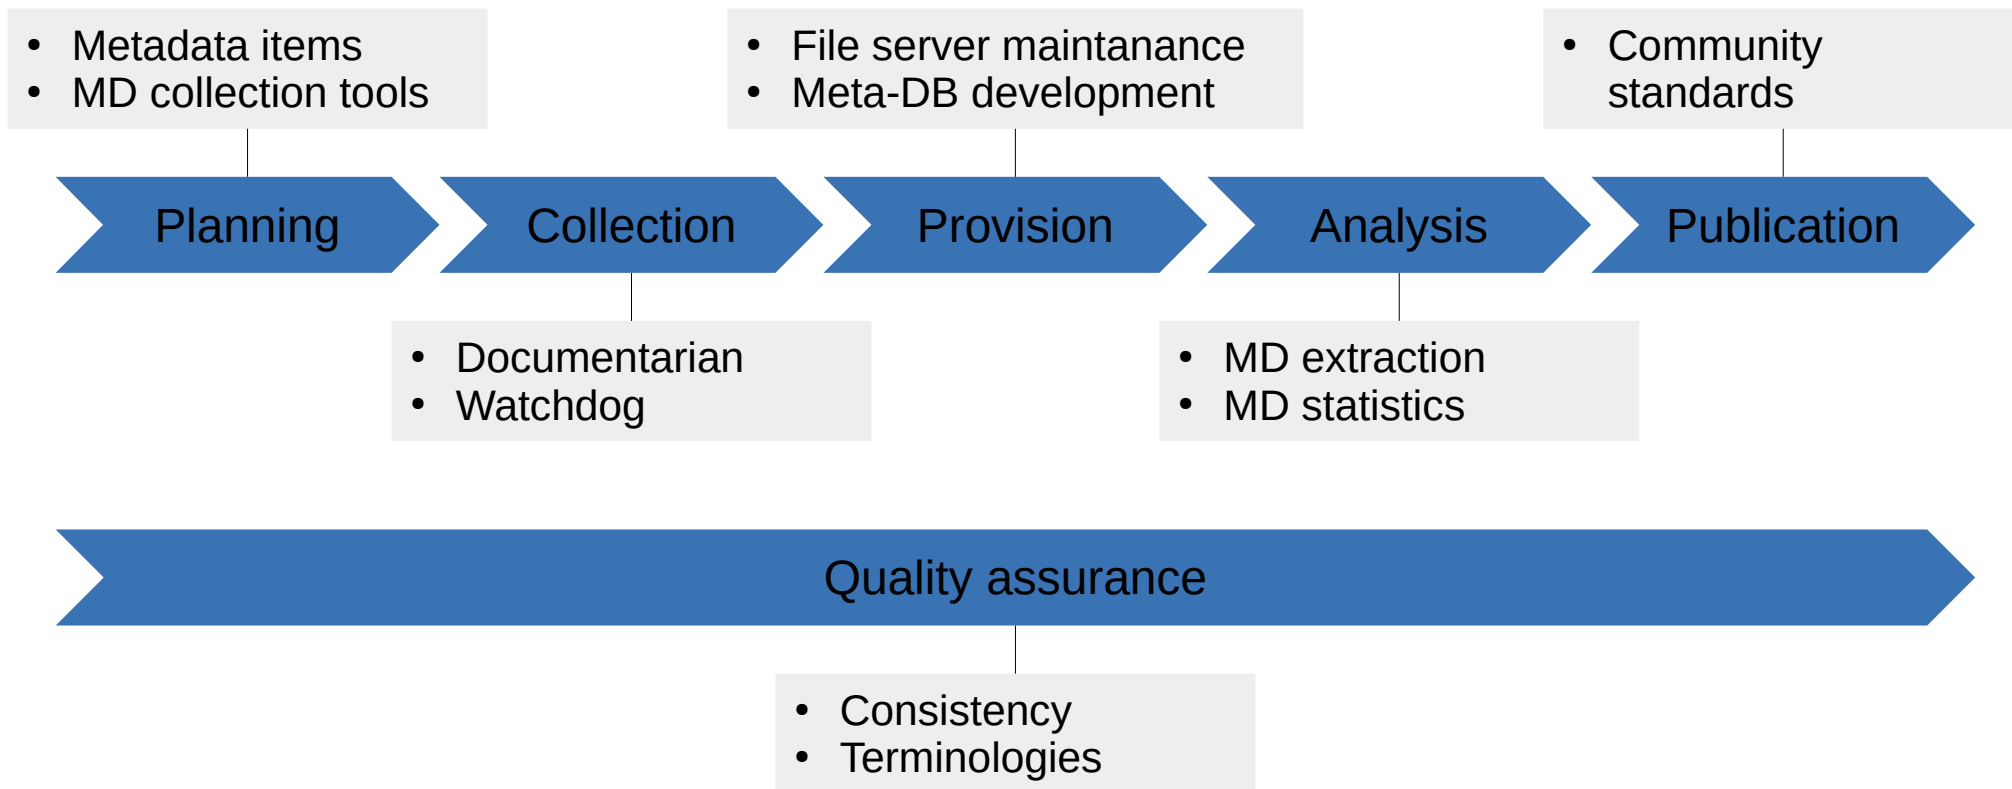 • Metadata items
• MD collection tools
• File server maintanance
• Meta-DB development
• Community
standards
Planning
Collection
Provision
Analysis
Publication
• Documentarian
• Watchdog
• MD extraction
• MD statistics
Quality assurance
• Consistency
• Terminologies